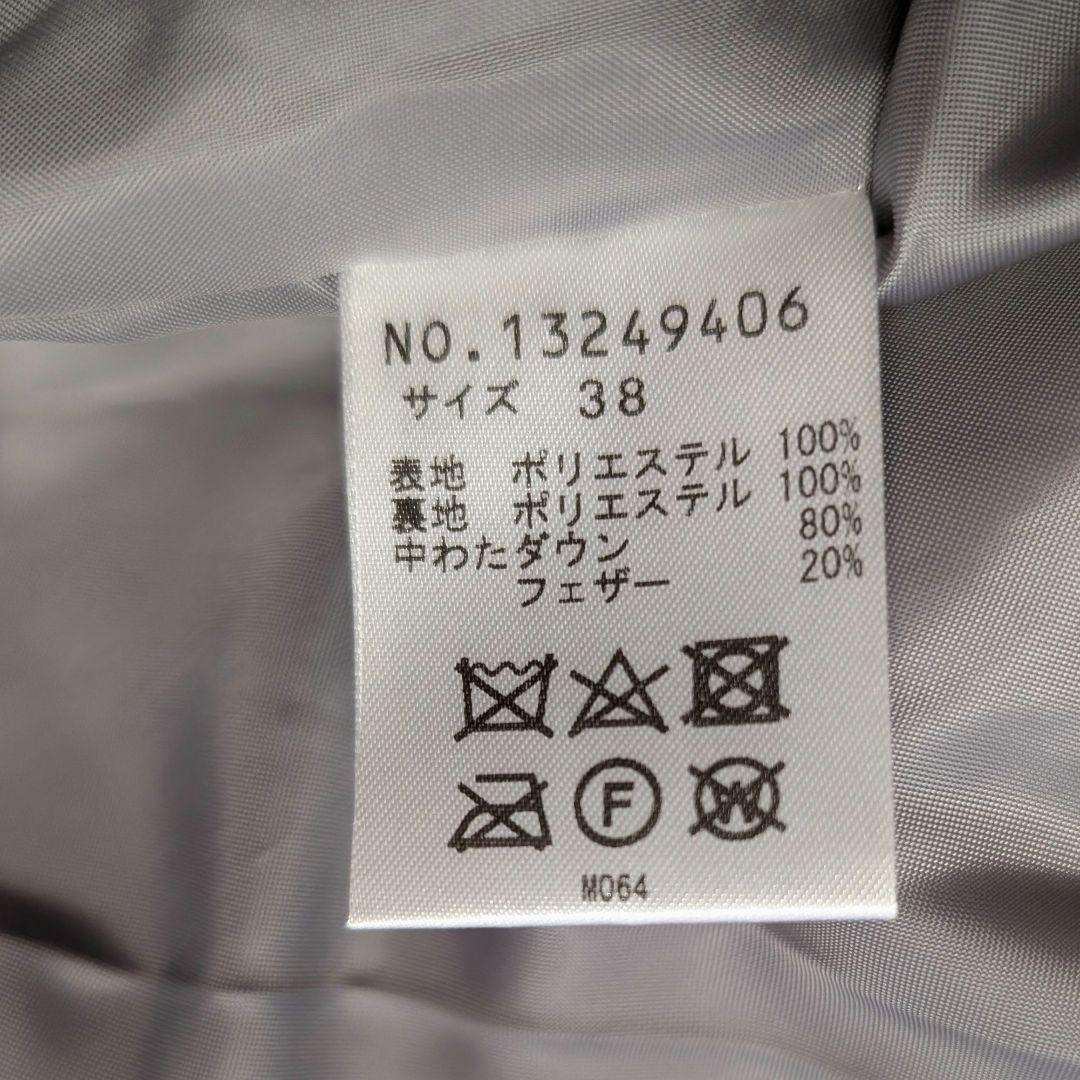 NO.13249406
サイズ 38
表地 ポリエステル 100%
裏地 ポリエステル 100%
中わたダウン 80%
フェザー 20%
F
W
M064